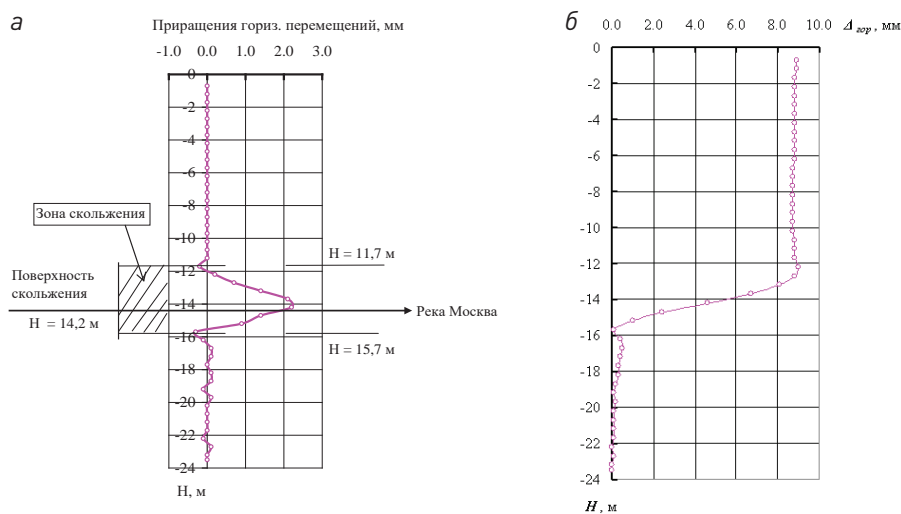 а
Приращения гориз. перемещений, мм
-1.0 0.0 1.0 2.0 3.0
0
-2
-4
-6
-8
-10
-12
-14
-16
-18
-20
-22
-24
Н, м
Зона скольжения
Поверхность
скольжения
Н = 14,2 м
Н = 11,7 м
Река Москва
Н = 15,7 м
б
0.0 2.0 4.0 6.0 8.0 10.0 Δгор, мм
0
-2
-4
-6
-8
-10
-12
-14
-16
-18
-20
-22
-24
Н, м